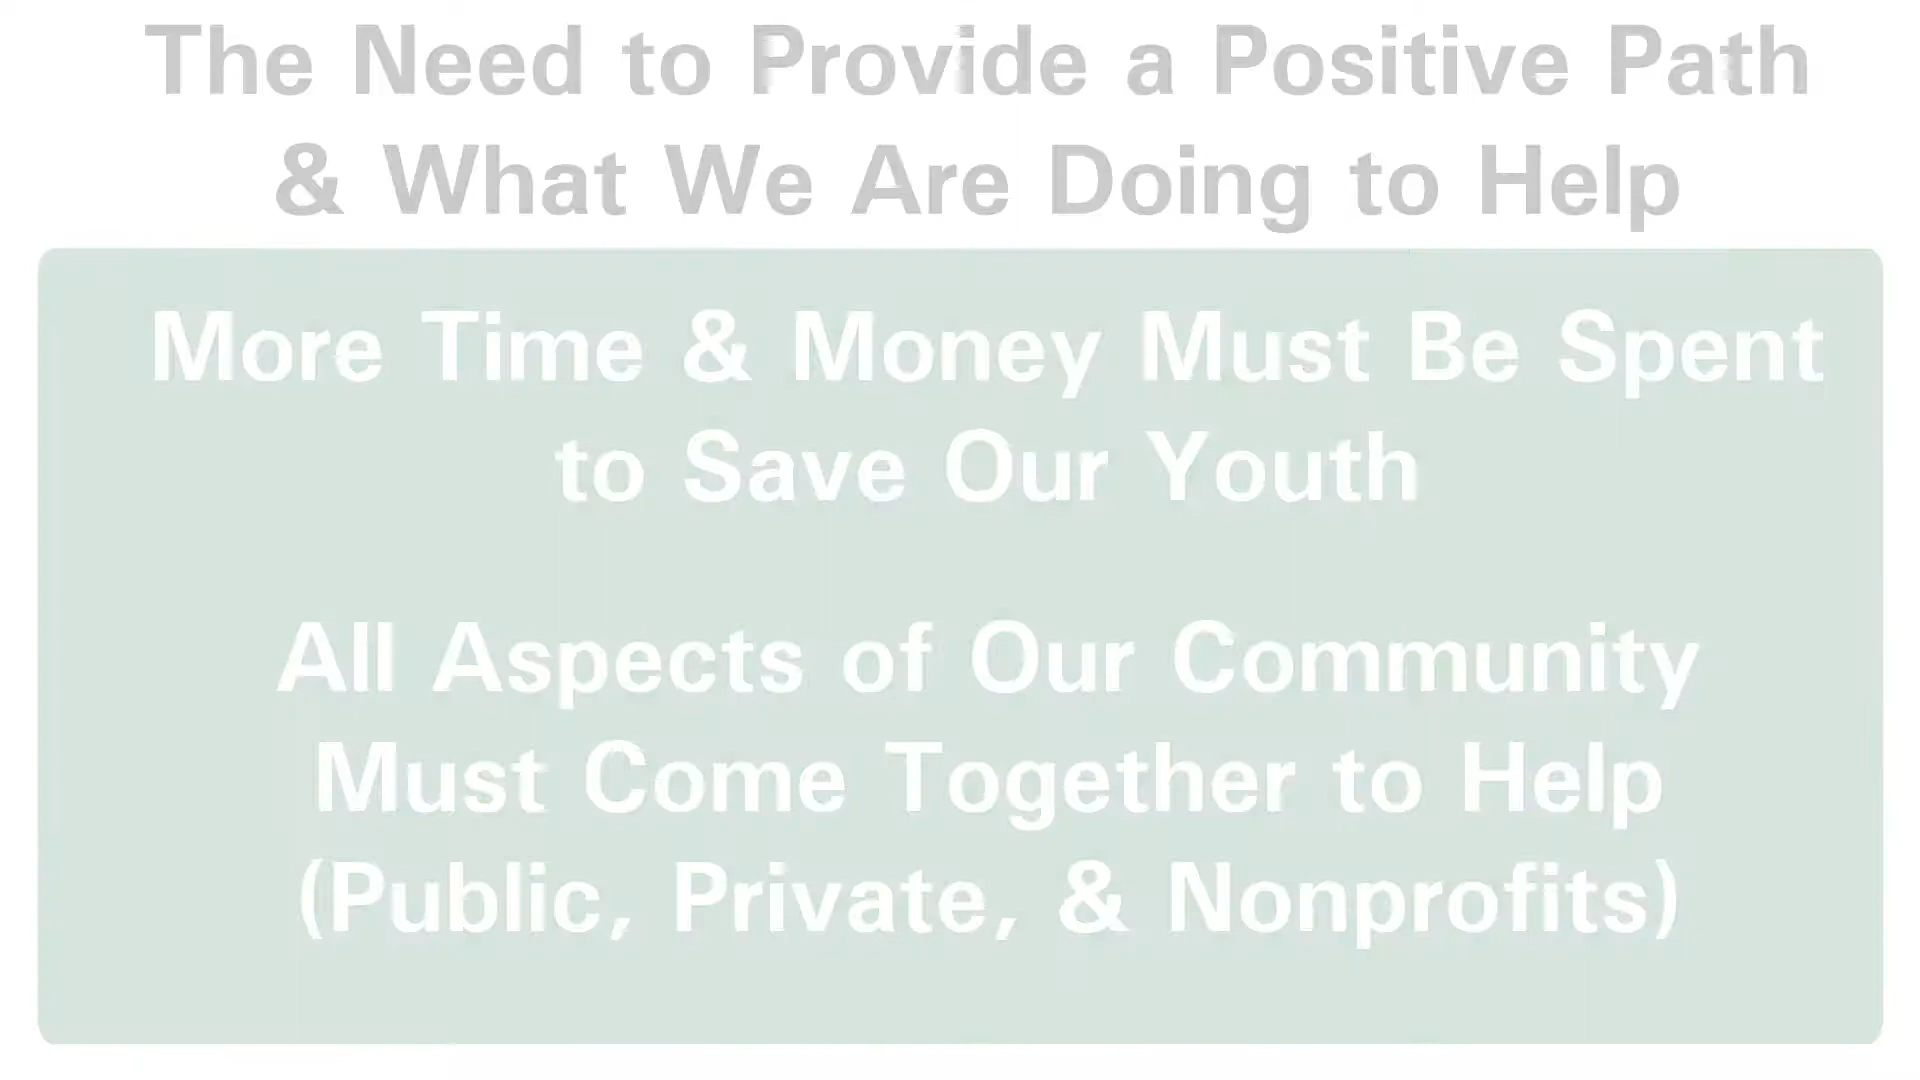 The Need to Provide a Positive Path
& What We Are Doing to Help
More Time & Money Must Be Spent
to Save Our Youth
All Aspects of Our Community
Must Come Together to Help
(Public, Private, & Nonprofits)